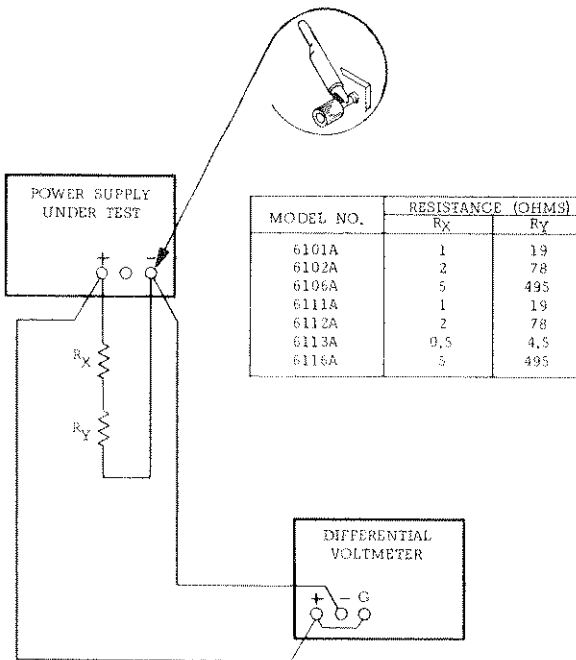 POWER SUPPLY
UNDER TEST
+ -
RX
RY
MODEL NO. RESISTANCE (OHMS)
RX RY
6101A 1 19
6102A 2 78
6106A 5 495
6111A 1 19
6112A 2 78
6113A 0.5 4.5
6116A 5 495
DIFFERENTIAL
VOLTMETER
+ - G